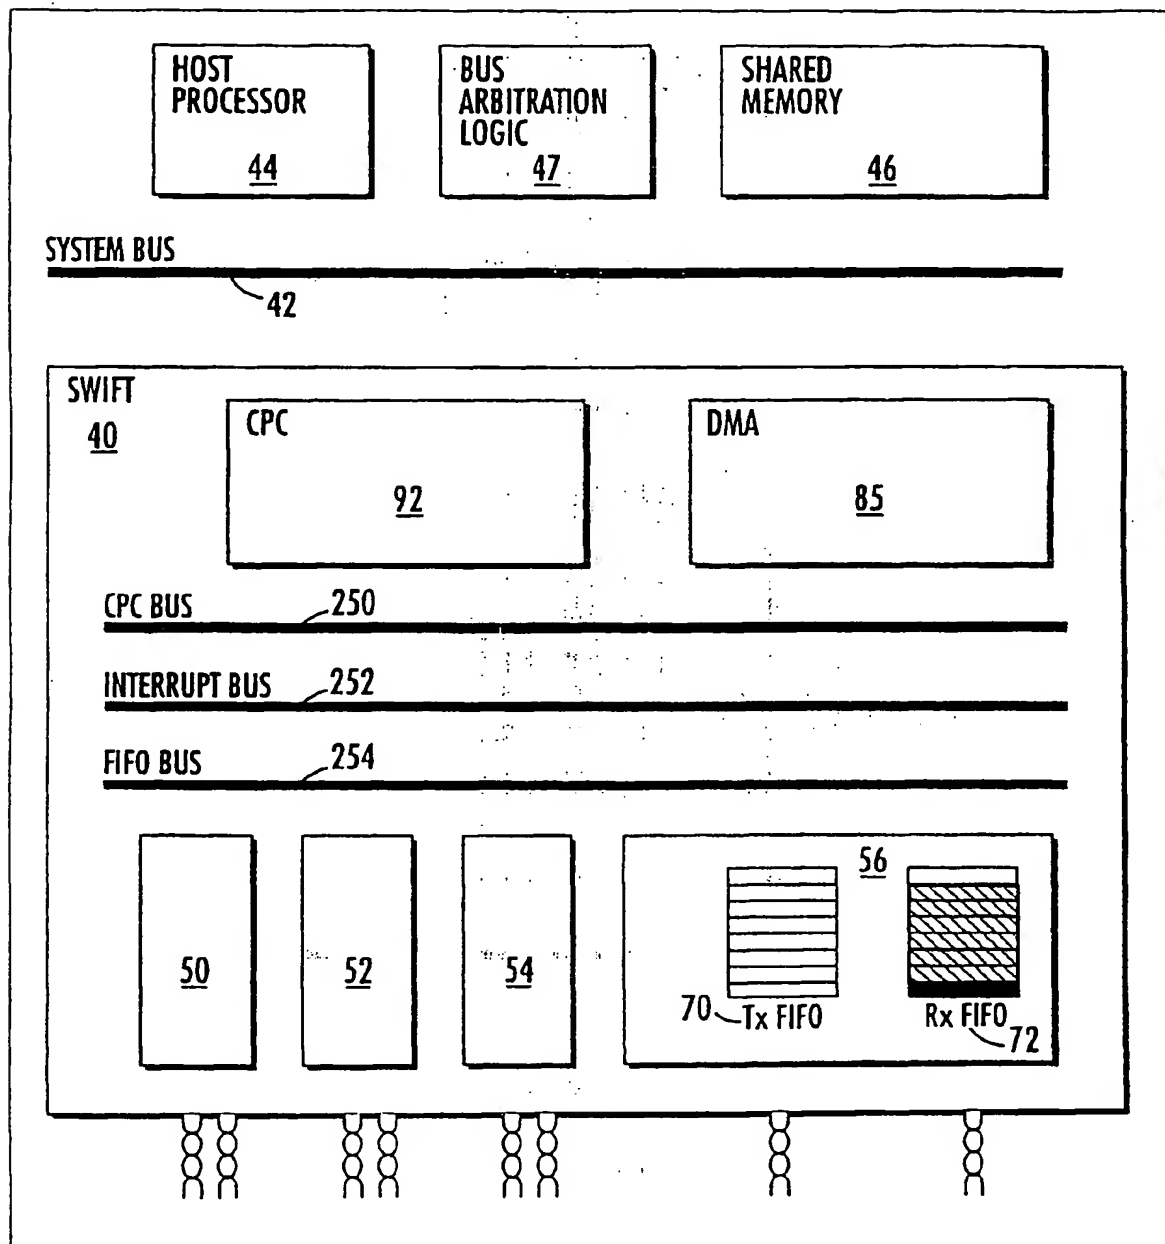 HOST
PROCESSOR
44
BUS
ARBITRATION
LOGIC
47
SHARED
MEMORY
46
SYSTEM BUS
42
SWIFT
40
CPC
92
DMA
85
CPC BUS
250
INTERRUPT BUS
252
FIFO BUS
254
50
52
54
56
70
Tx FIFO
Rx FIFO
72